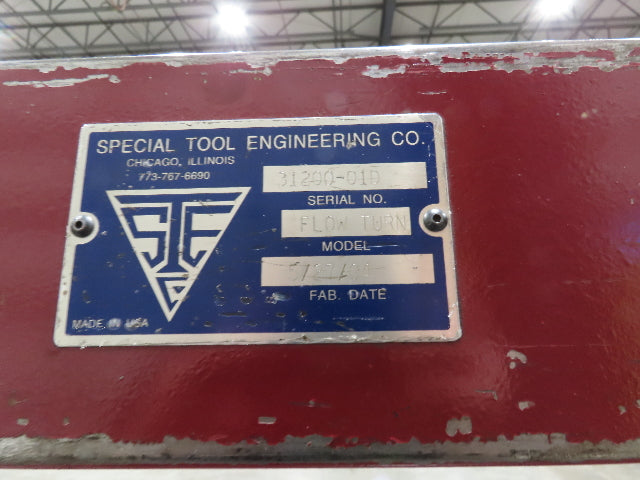 SPECIAL TOOL ENGINEERING CO.
CHICAGO, ILLINOIS
773-767-6690
31200-01D
SERIAL NO.
FLOW TURN
MODEL
FAB. DATE
STE
Co
MADE IN USA